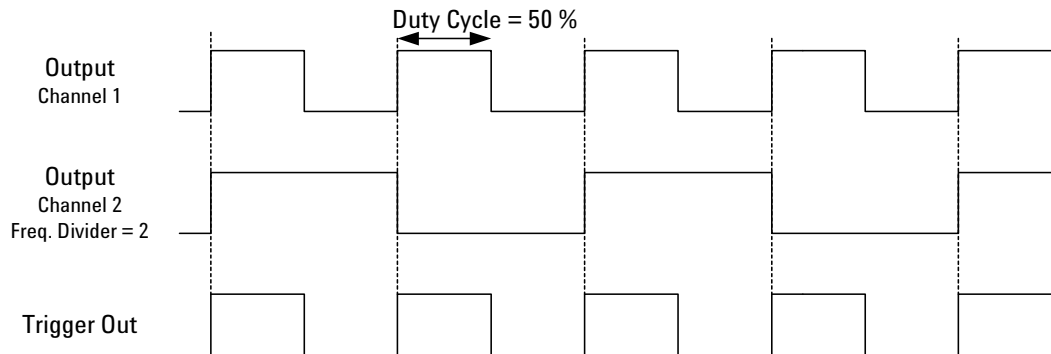 Duty Cycle = 50 %
Output
Channel 1
Output
Channel 2
Freq. Divider = 2
Trigger Out